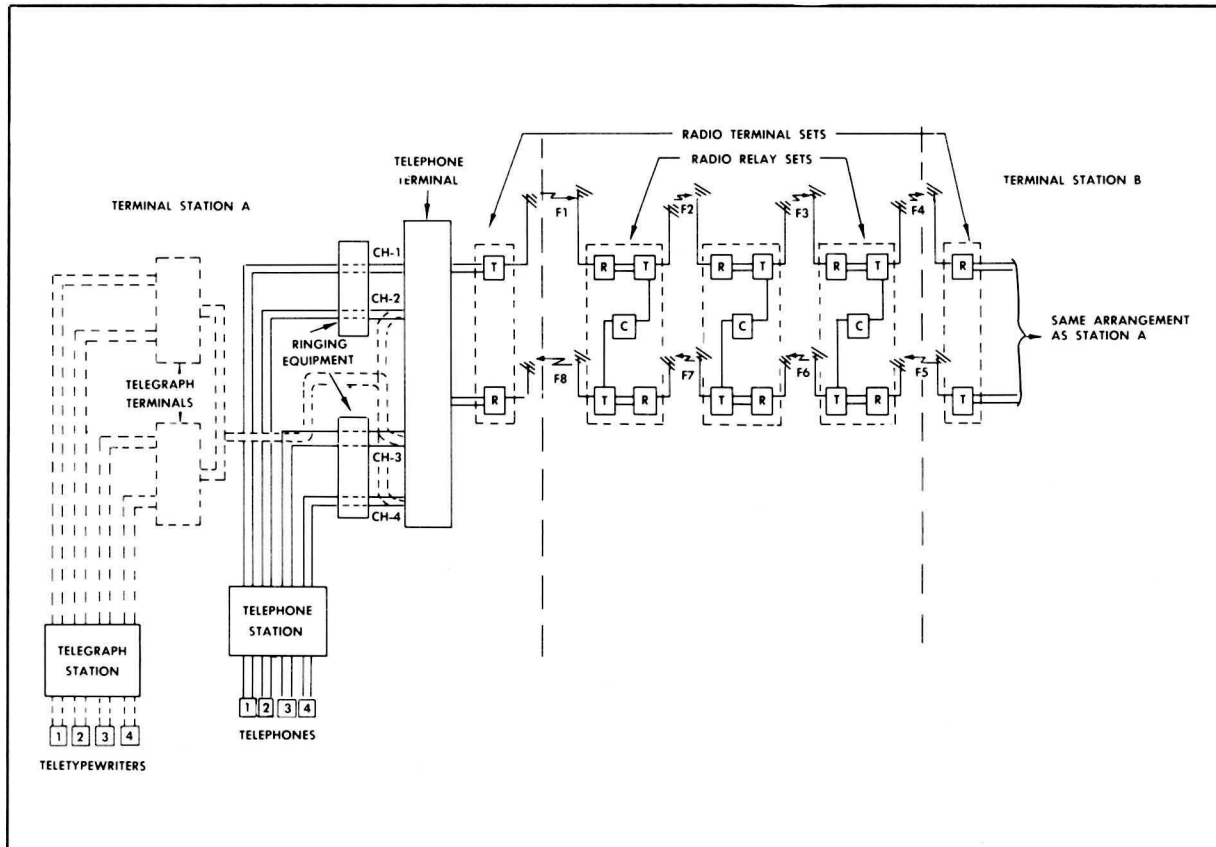 RADIO TERMINAL SETS
TELEPHONE
TERMINAL
RADIO RELAY SETS
TERMINAL STATION A
TERMINAL STATION B
F1
F2
F3
F4
CH-1
T
R
T
R
T
R
T
R
CH-2
RINGING
EQUIPMENT
C
C
C
SAME ARRANGEMENT
AS STATION A
TELEGRAPH
TERMINALS
F8
F7
F6
F5
R
T
R
T
R
T
R
T
CH-3
CH-4
TELEPHONE
STATION
TELEGRAPH
STATION
1
2
3
4
TELEPHONES
1
2
3
4
TELETYPEWRITERS